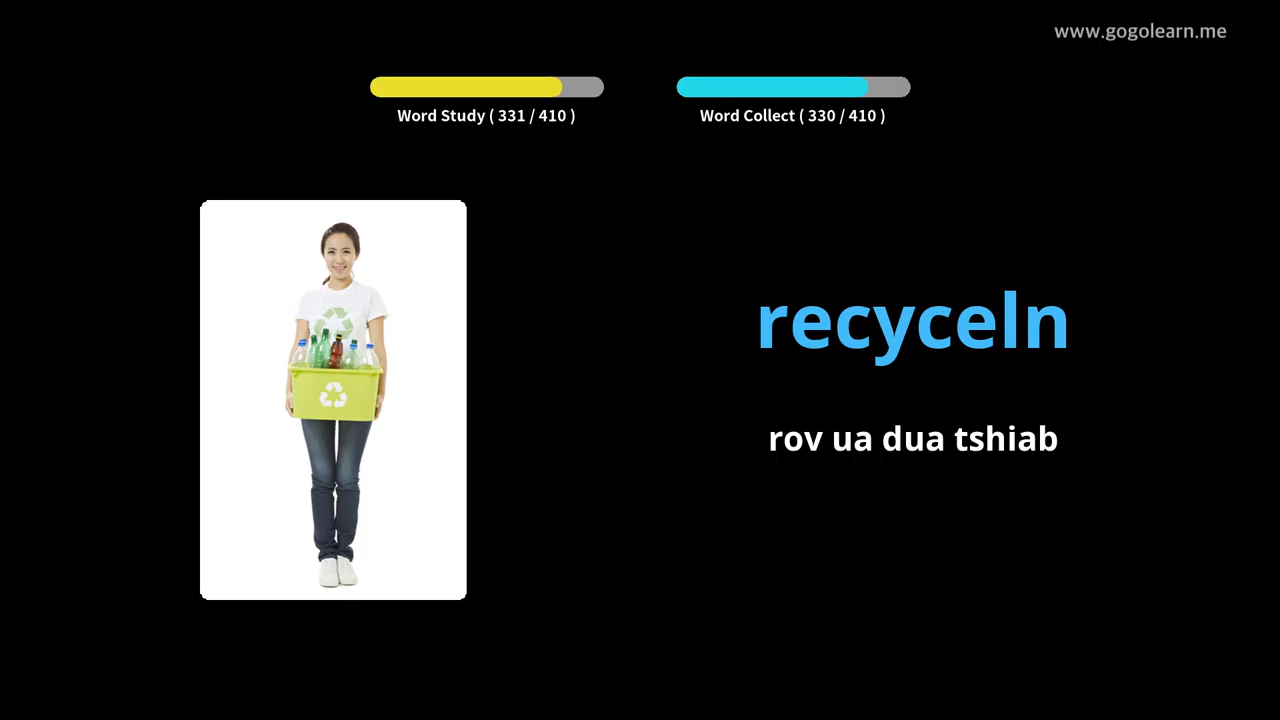 www.gogolearn.me
Word Study ( 331 / 410 )
Word Collect ( 330 / 410 )
recyceln
rov ua dua tshiab